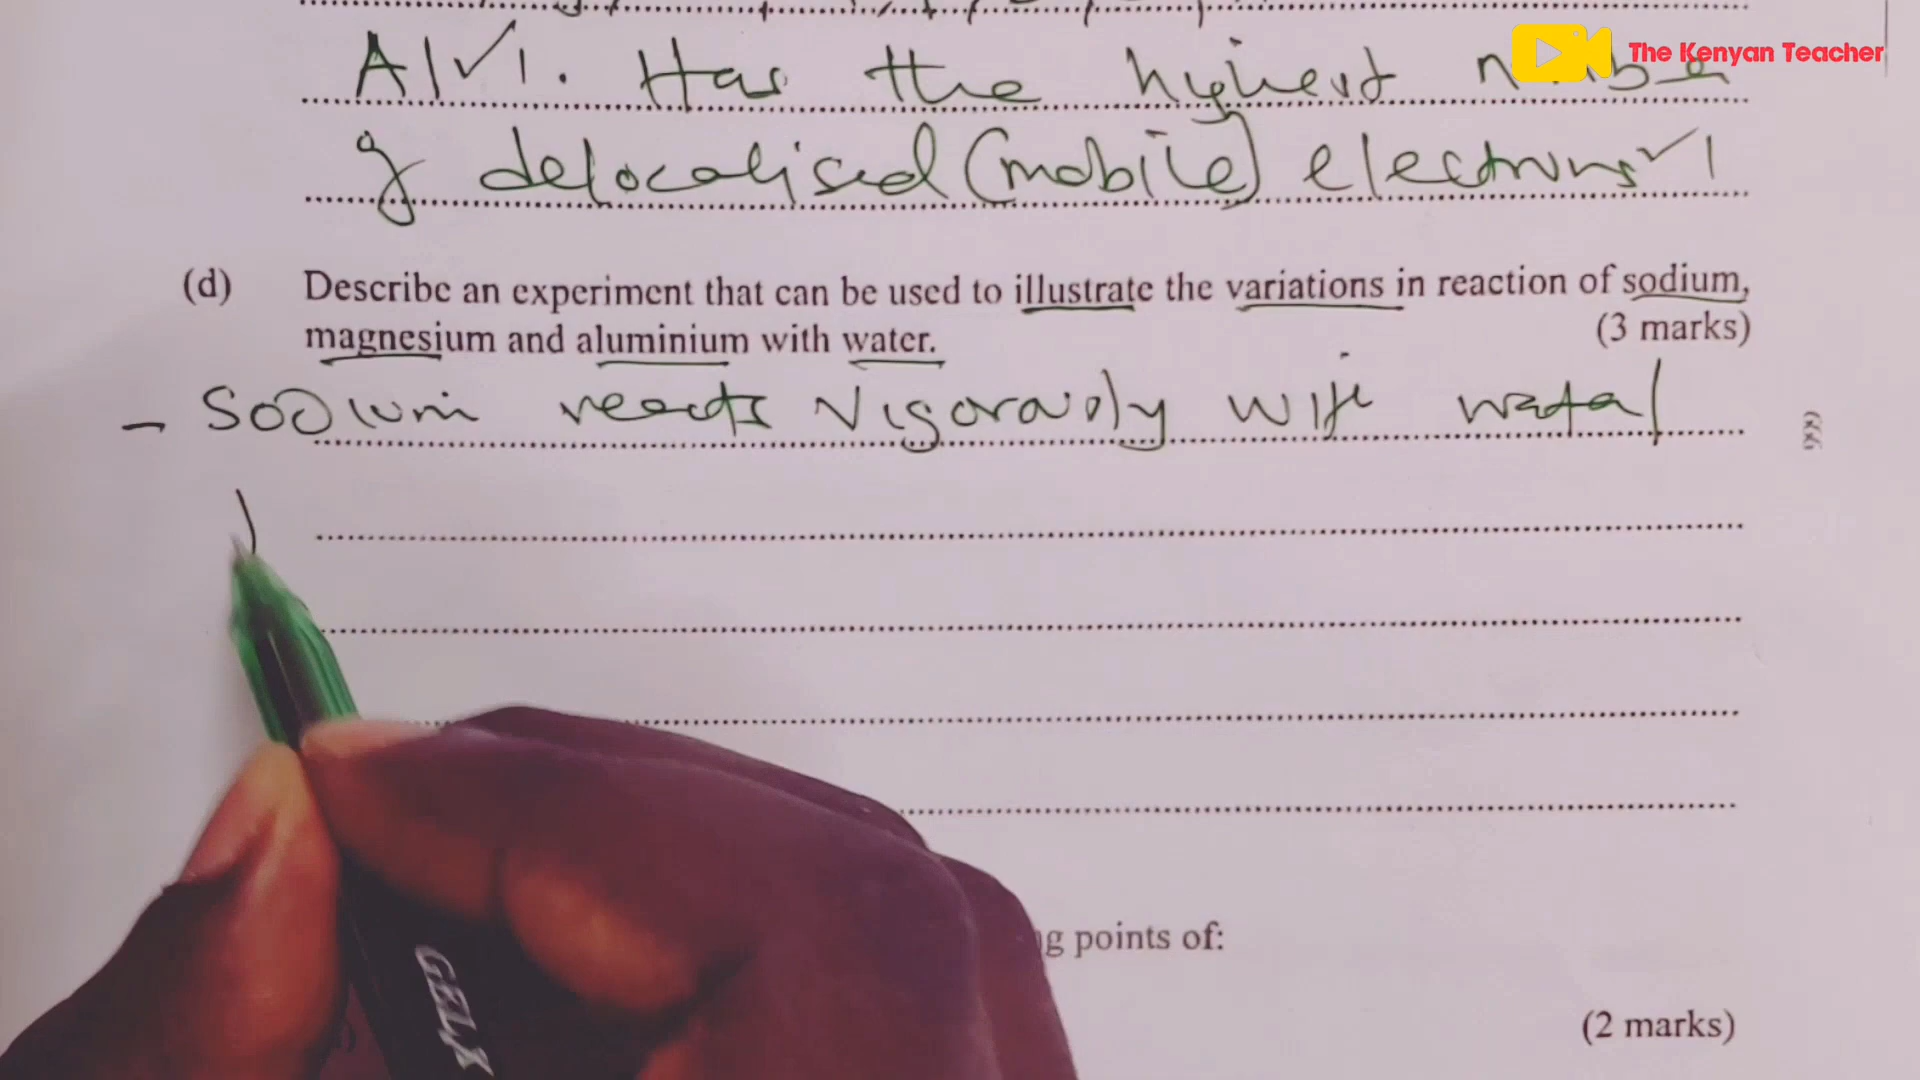 The Kenyan Teacher
Al✓1. Has the highest number
of delocalised (mobile) electrons✓1
(d) Describe an experiment that can be used to illustrate the variations in reaction of sodium,
magnesium and aluminium with water. (3 marks)
- Sodium reacts vigorously with water
g points of:
(2 marks)
GELX